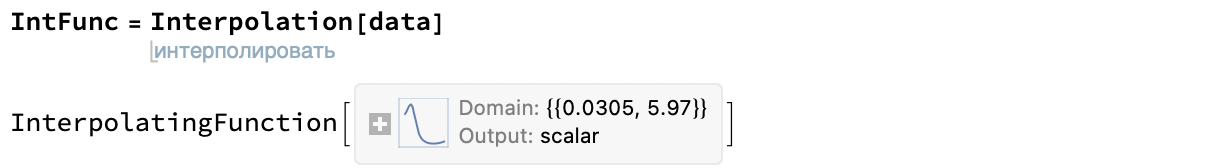 IntFunc = Interpolation[data]
интерполировать
Domain: {{0.0305, 5.97}}
InterpolatingFunction[ ]
Output: scalar